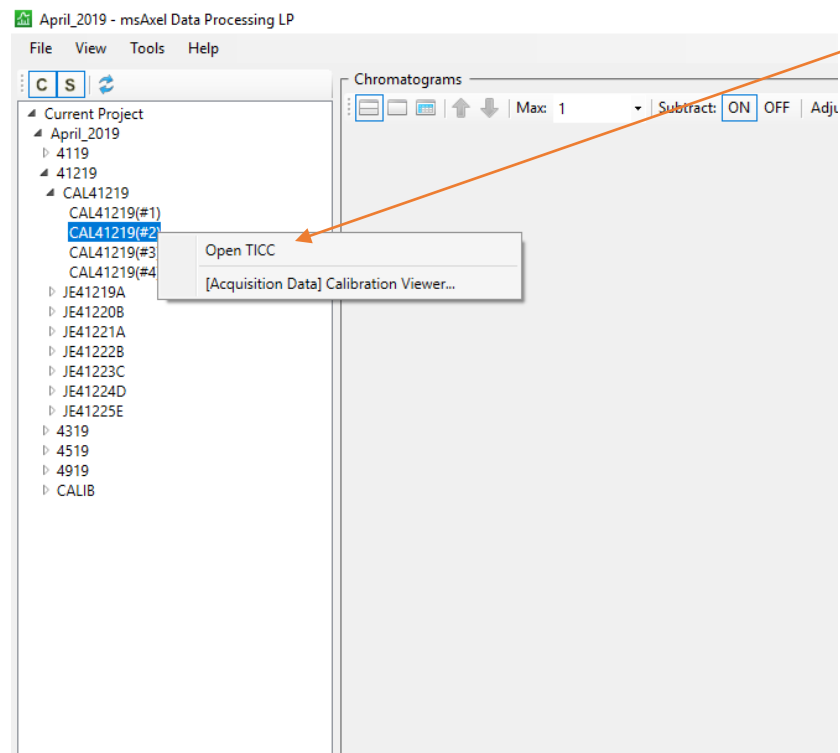 April_2019 - msAxel Data Processing LP
File View Tools Help
C S
Chromatograms
Max: 1 Subtract: ON OFF
Current Project
April_2019
4119
41219
CAL41219
CAL41219(#1)
CAL41219(#2)
CAL41219(#3)
CAL41219(#4
Open TICC
[Acquisition Data] Calibration Viewer...
JE41219A
JE41220B
JE41221A
JE41222B
JE41223C
JE41224D
JE41225E
4319
4519
4919
CALIB